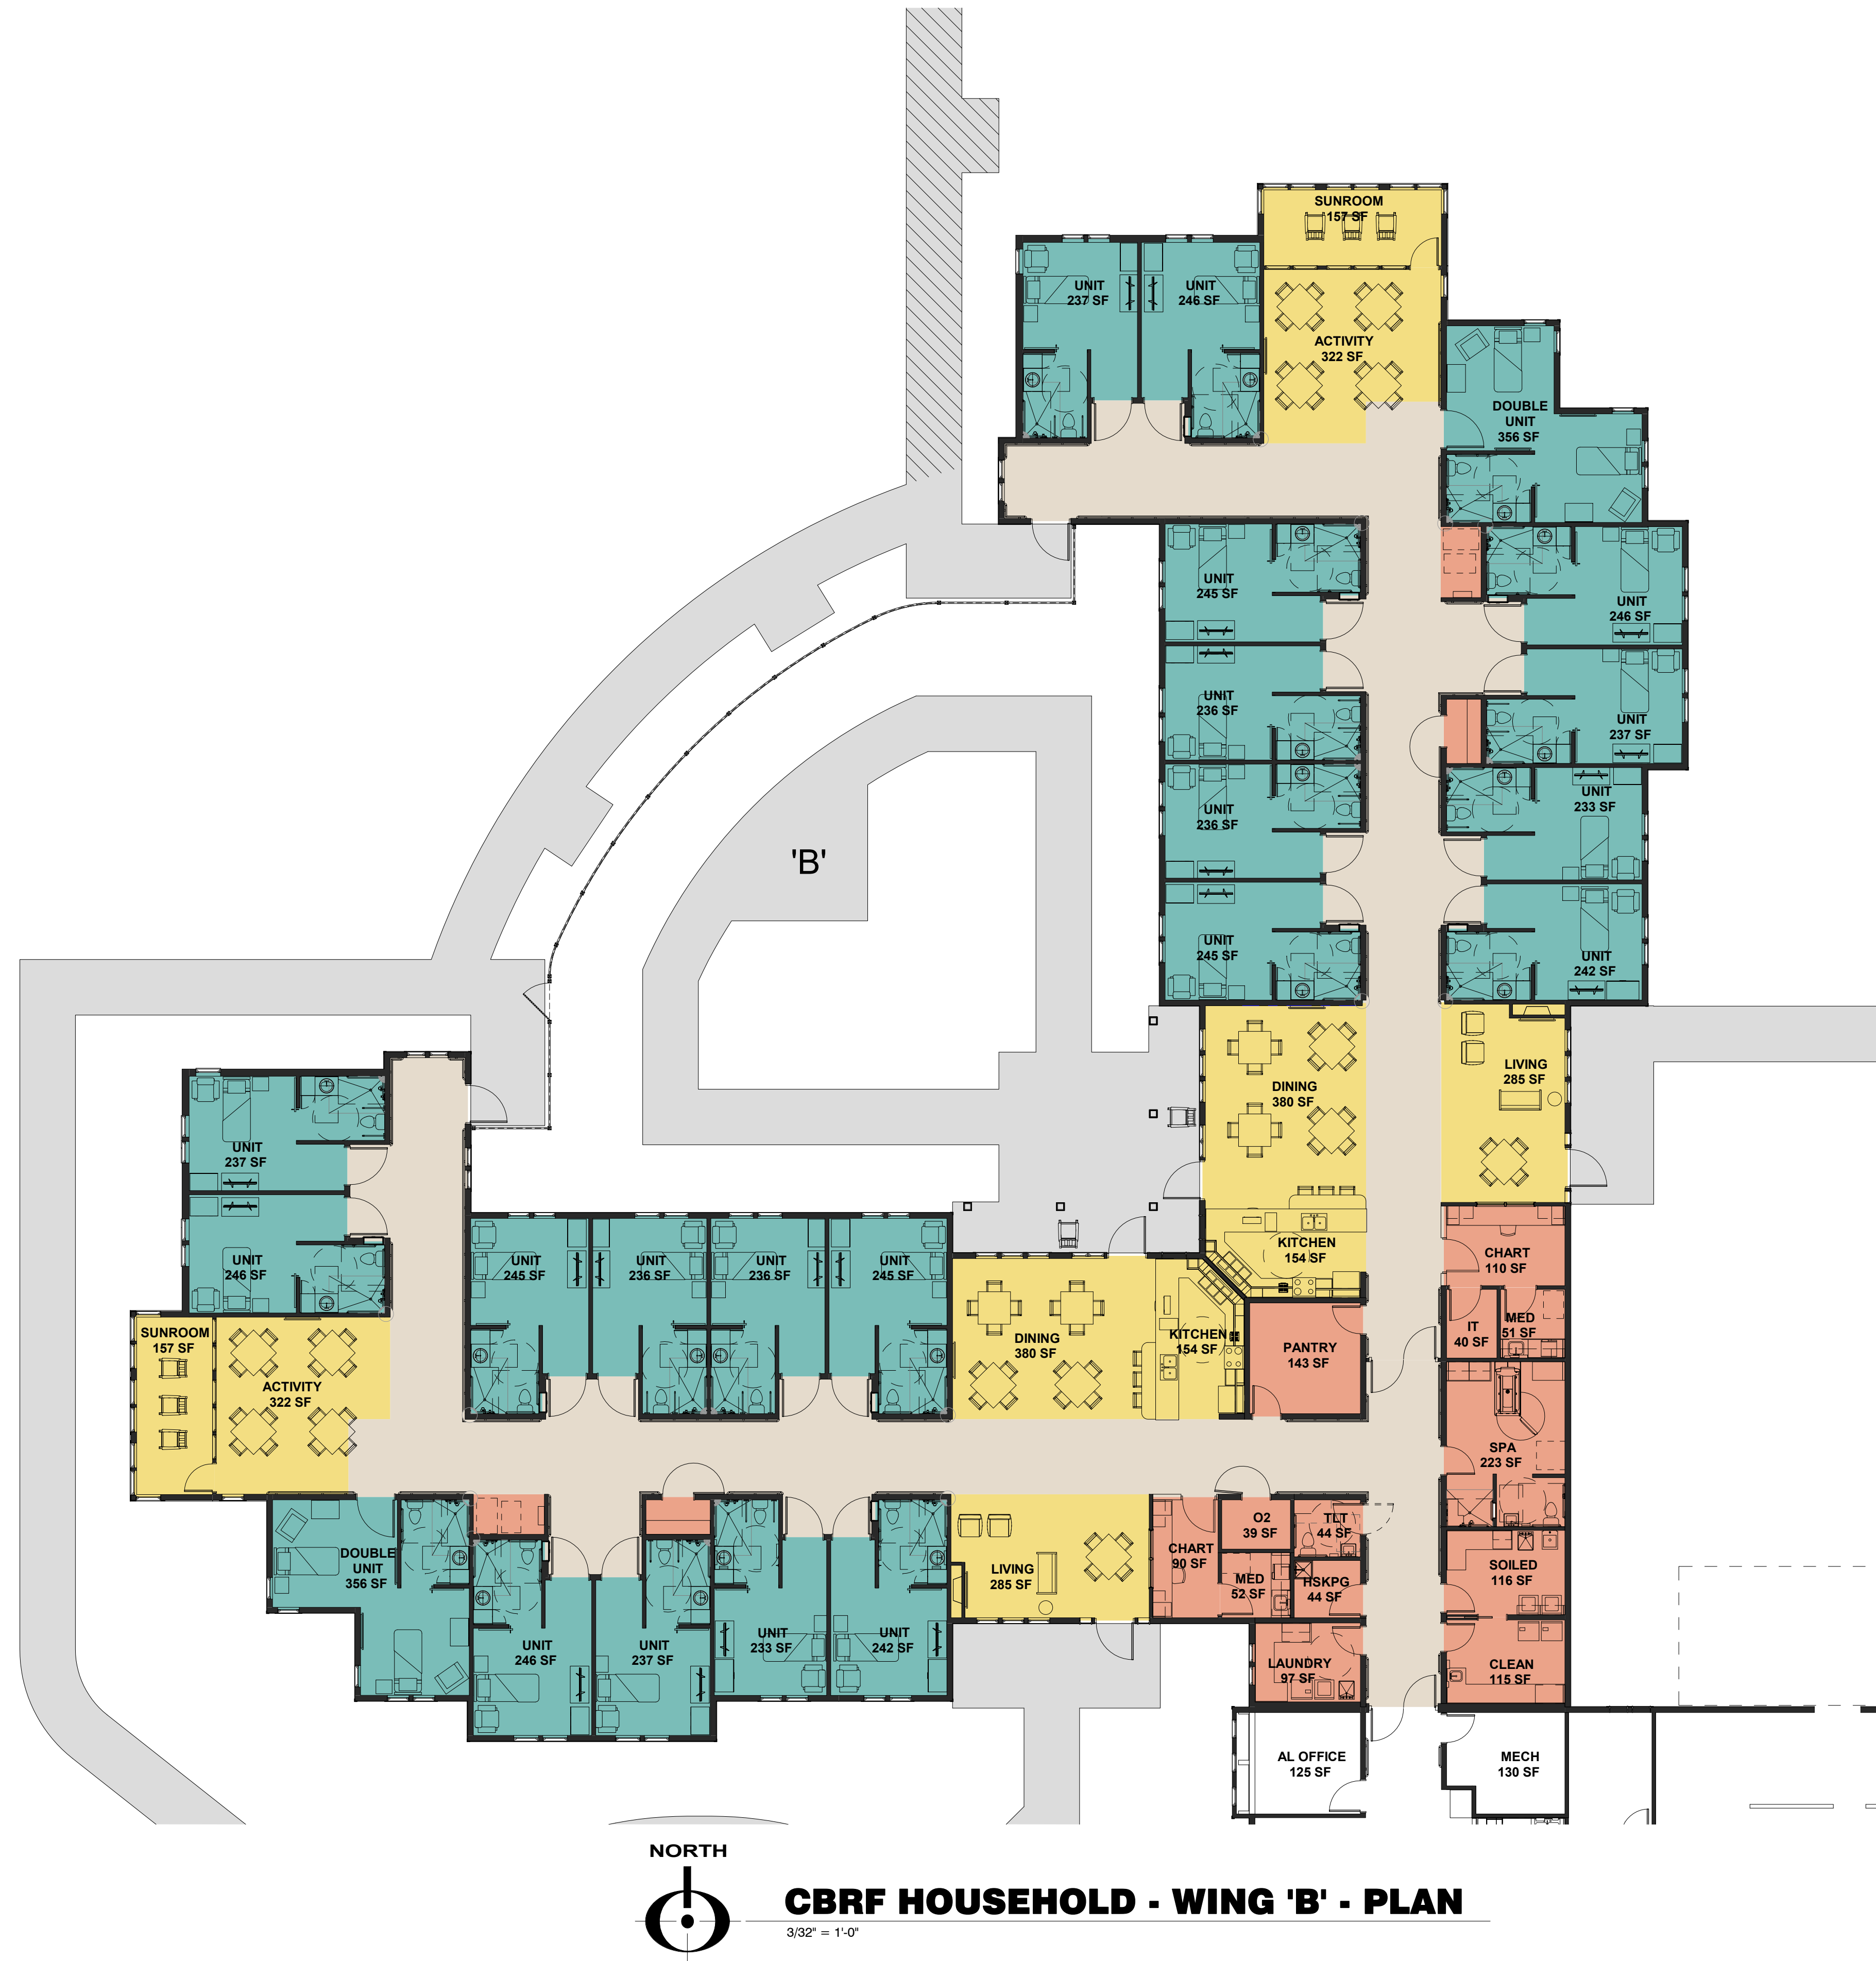 SUNROOM
157 SF
UNIT
237 SF
UNIT
246 SF
ACTIVITY
322 SF
DOUBLE
UNIT
356 SF
UNIT
245 SF
UNIT
246 SF
UNIT
236 SF
UNIT
237 SF
UNIT
236 SF
UNIT
233 SF
'B'
UNIT
245 SF
UNIT
242 SF
DINING
380 SF
LIVING
285 SF
UNIT
237 SF
UNIT
246 SF
UNIT
245 SF
UNIT
236 SF
UNIT
236 SF
UNIT
245 SF
KITCHEN
154 SF
CHART
110 SF
SUNROOM
157 SF
ACTIVITY
322 SF
DINING
380 SF
KITCHEN
154 SF
PANTRY
143 SF
IT
40 SF
MED
51 SF
SPA
223 SF
DOUBLE
UNIT
356 SF
UNIT
246 SF
UNIT
237 SF
UNIT
233 SF
UNIT
242 SF
LIVING
285 SF
CHART
90 SF
O2
39 SF
TLT
44 SF
MED
52 SF
HSKPG
44 SF
SOILED
116 SF
LAUNDRY
97 SF
CLEAN
115 SF
AL OFFICE
125 SF
MECH
130 SF
NORTH
CBRF HOUSEHOLD - WING 'B' - PLAN
3/32" = 1'-0"